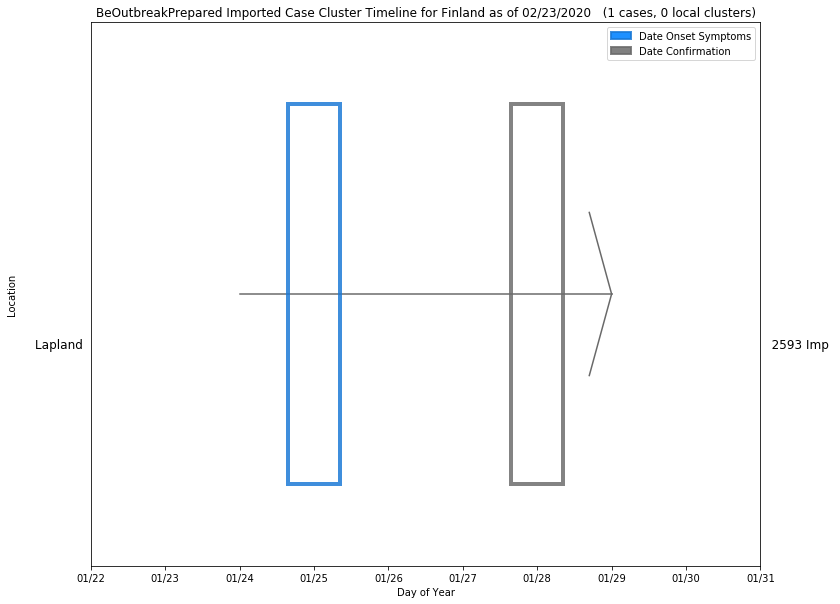 BeOutbreakPrepared Imported Case Cluster Timeline for Finland as of 02/23/2020 (1 cases, 0 local clusters)
Date Onset Symptoms
Date Confirmation
Location
Lapland
2593 Imp
01/22 01/23 01/24 01/25 01/26 01/27 01/28 01/29 01/30 01/31
Day of Year